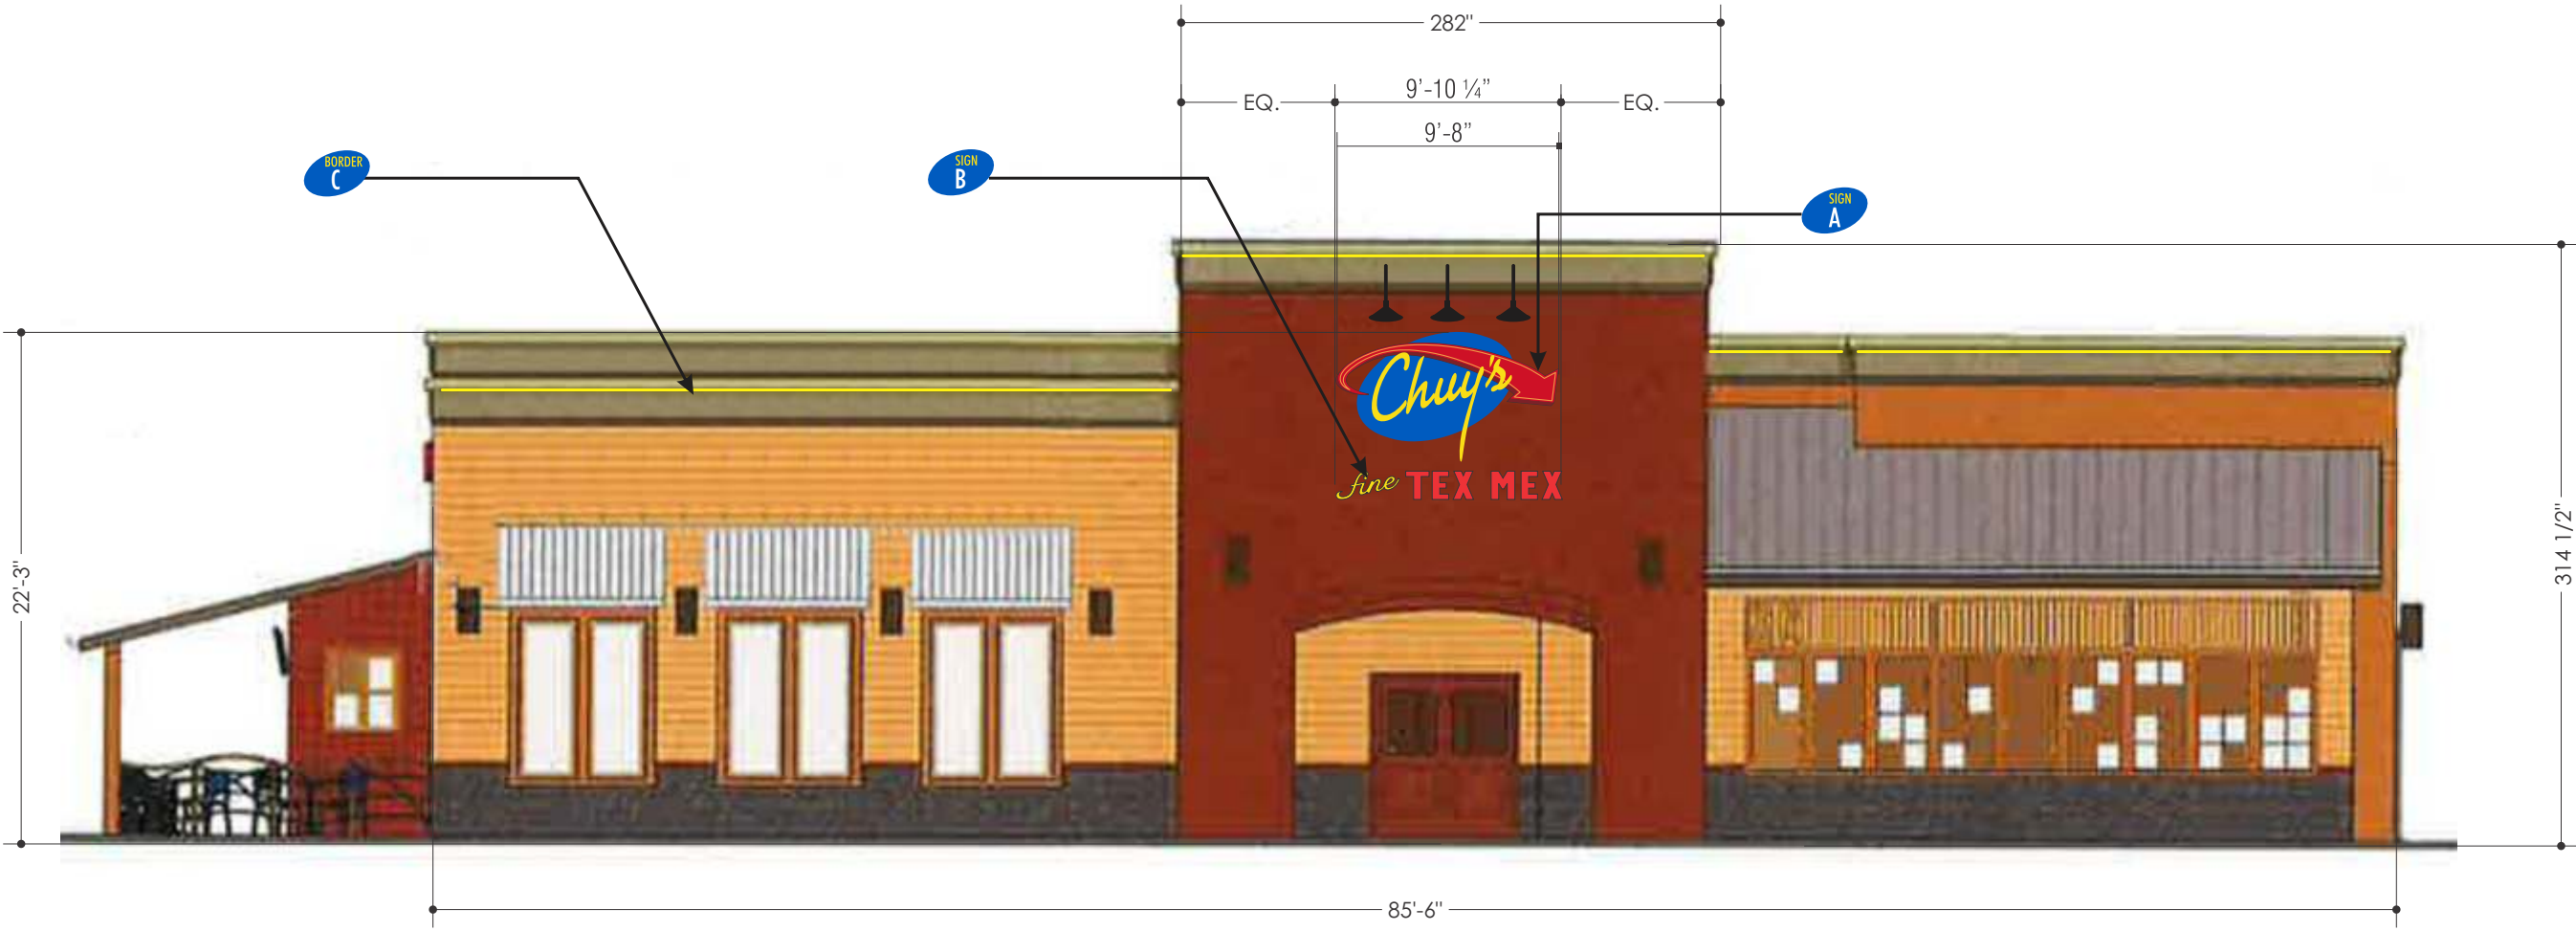 282"
EQ.
9'-10 ¼"
EQ.
9'-8"
BORDER
C
SIGN
B
SIGN
A
Chuy's
fine TEX MEX
22'-3"
314 1/2"
85'-6"